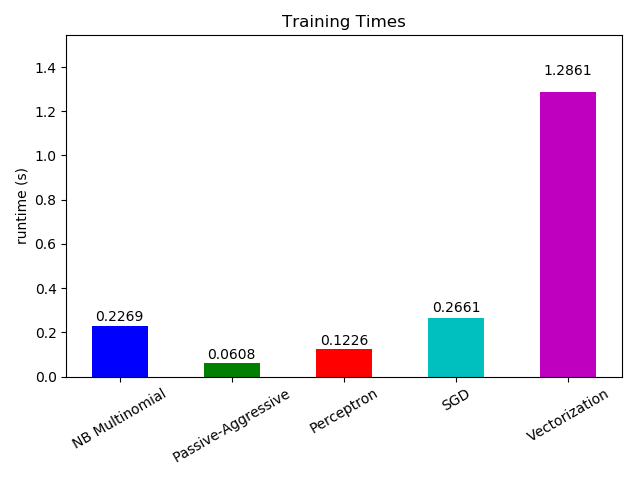 Training Times
runtime (s)
1.4
1.2
1.0
0.8
0.6
0.4
0.2
0.0
0.2269
0.0608
0.1226
0.2661
1.2861
NB Multinomial
Passive-Aggressive
Perceptron
SGD
Vectorization